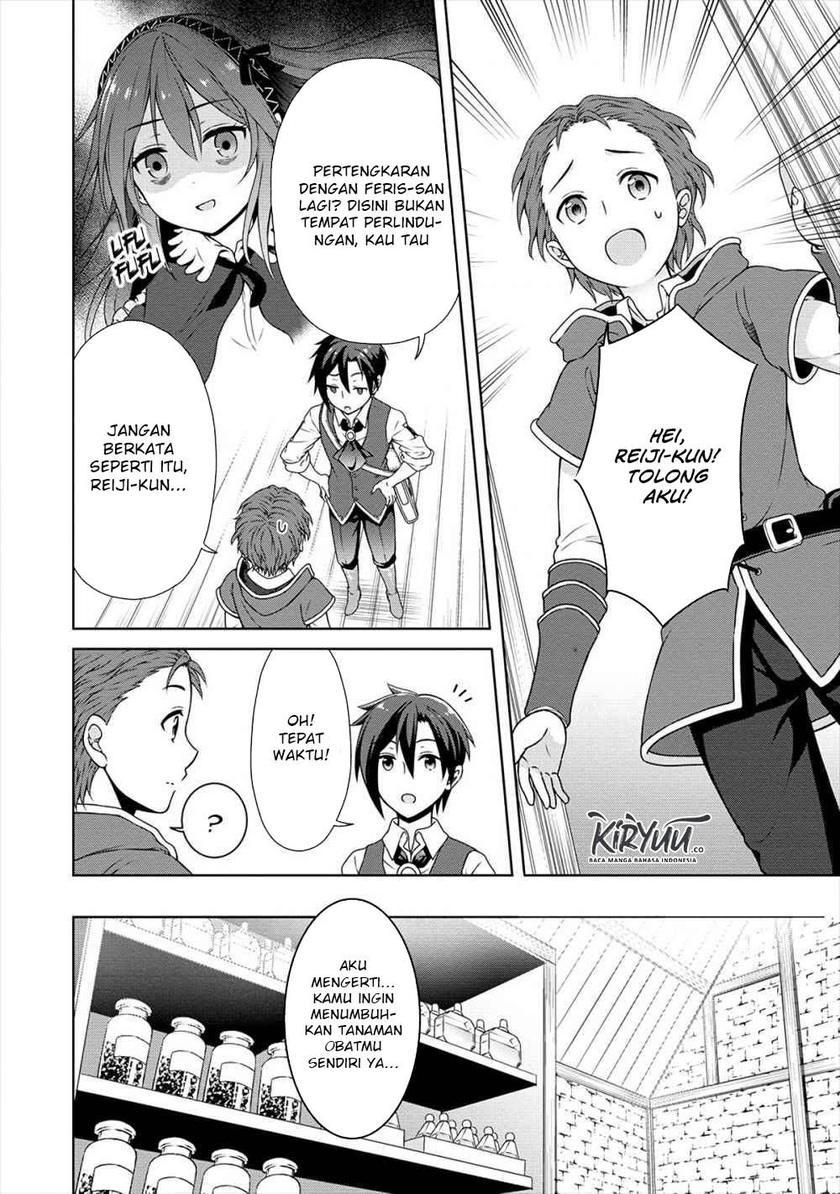 HEI,
REIJI-KUN!
TOLONG
AKU!
PERTENGKARAN
DENGAN FERIS-SAN
LAGI? DISINI BUKAN
TEMPAT PERLINDU-
NGAN, KAU TAU
UFU
FUFU
JANGAN
BERKATA
SEPERTI ITU,
REIJI-KUN...
OH!
TEPAT
WAKTU!
?
KIRYUU.CO
BACA MANGA BAHASA INDONESIA
AKU
MENGERTI...
KAMU INGIN
MENUMBUH-
KAN TANAMAN
OBATMU
SENDIRI YA...